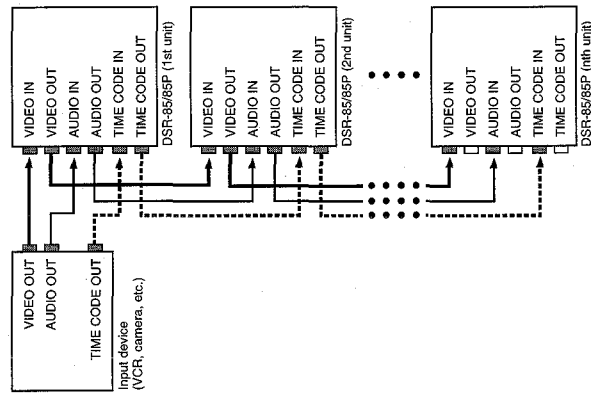 VIDEO IN
VIDEO OUT
AUDIO IN
AUDIO OUT
TIME CODE IN
TIME CODE OUT
DSR-85/85P (1st unit)
VIDEO IN
VIDEO OUT
AUDIO IN
AUDIO OUT
TIME CODE IN
TIME CODE OUT
DSR-85/85P (2nd unit)
VIDEO IN
VIDEO OUT
AUDIO IN
AUDIO OUT
TIME CODE IN
TIME CODE OUT
DSR-85/85P (nth unit)
VIDEO OUT
AUDIO OUT
TIME CODE OUT
Input device
(VCR, camera, etc.)